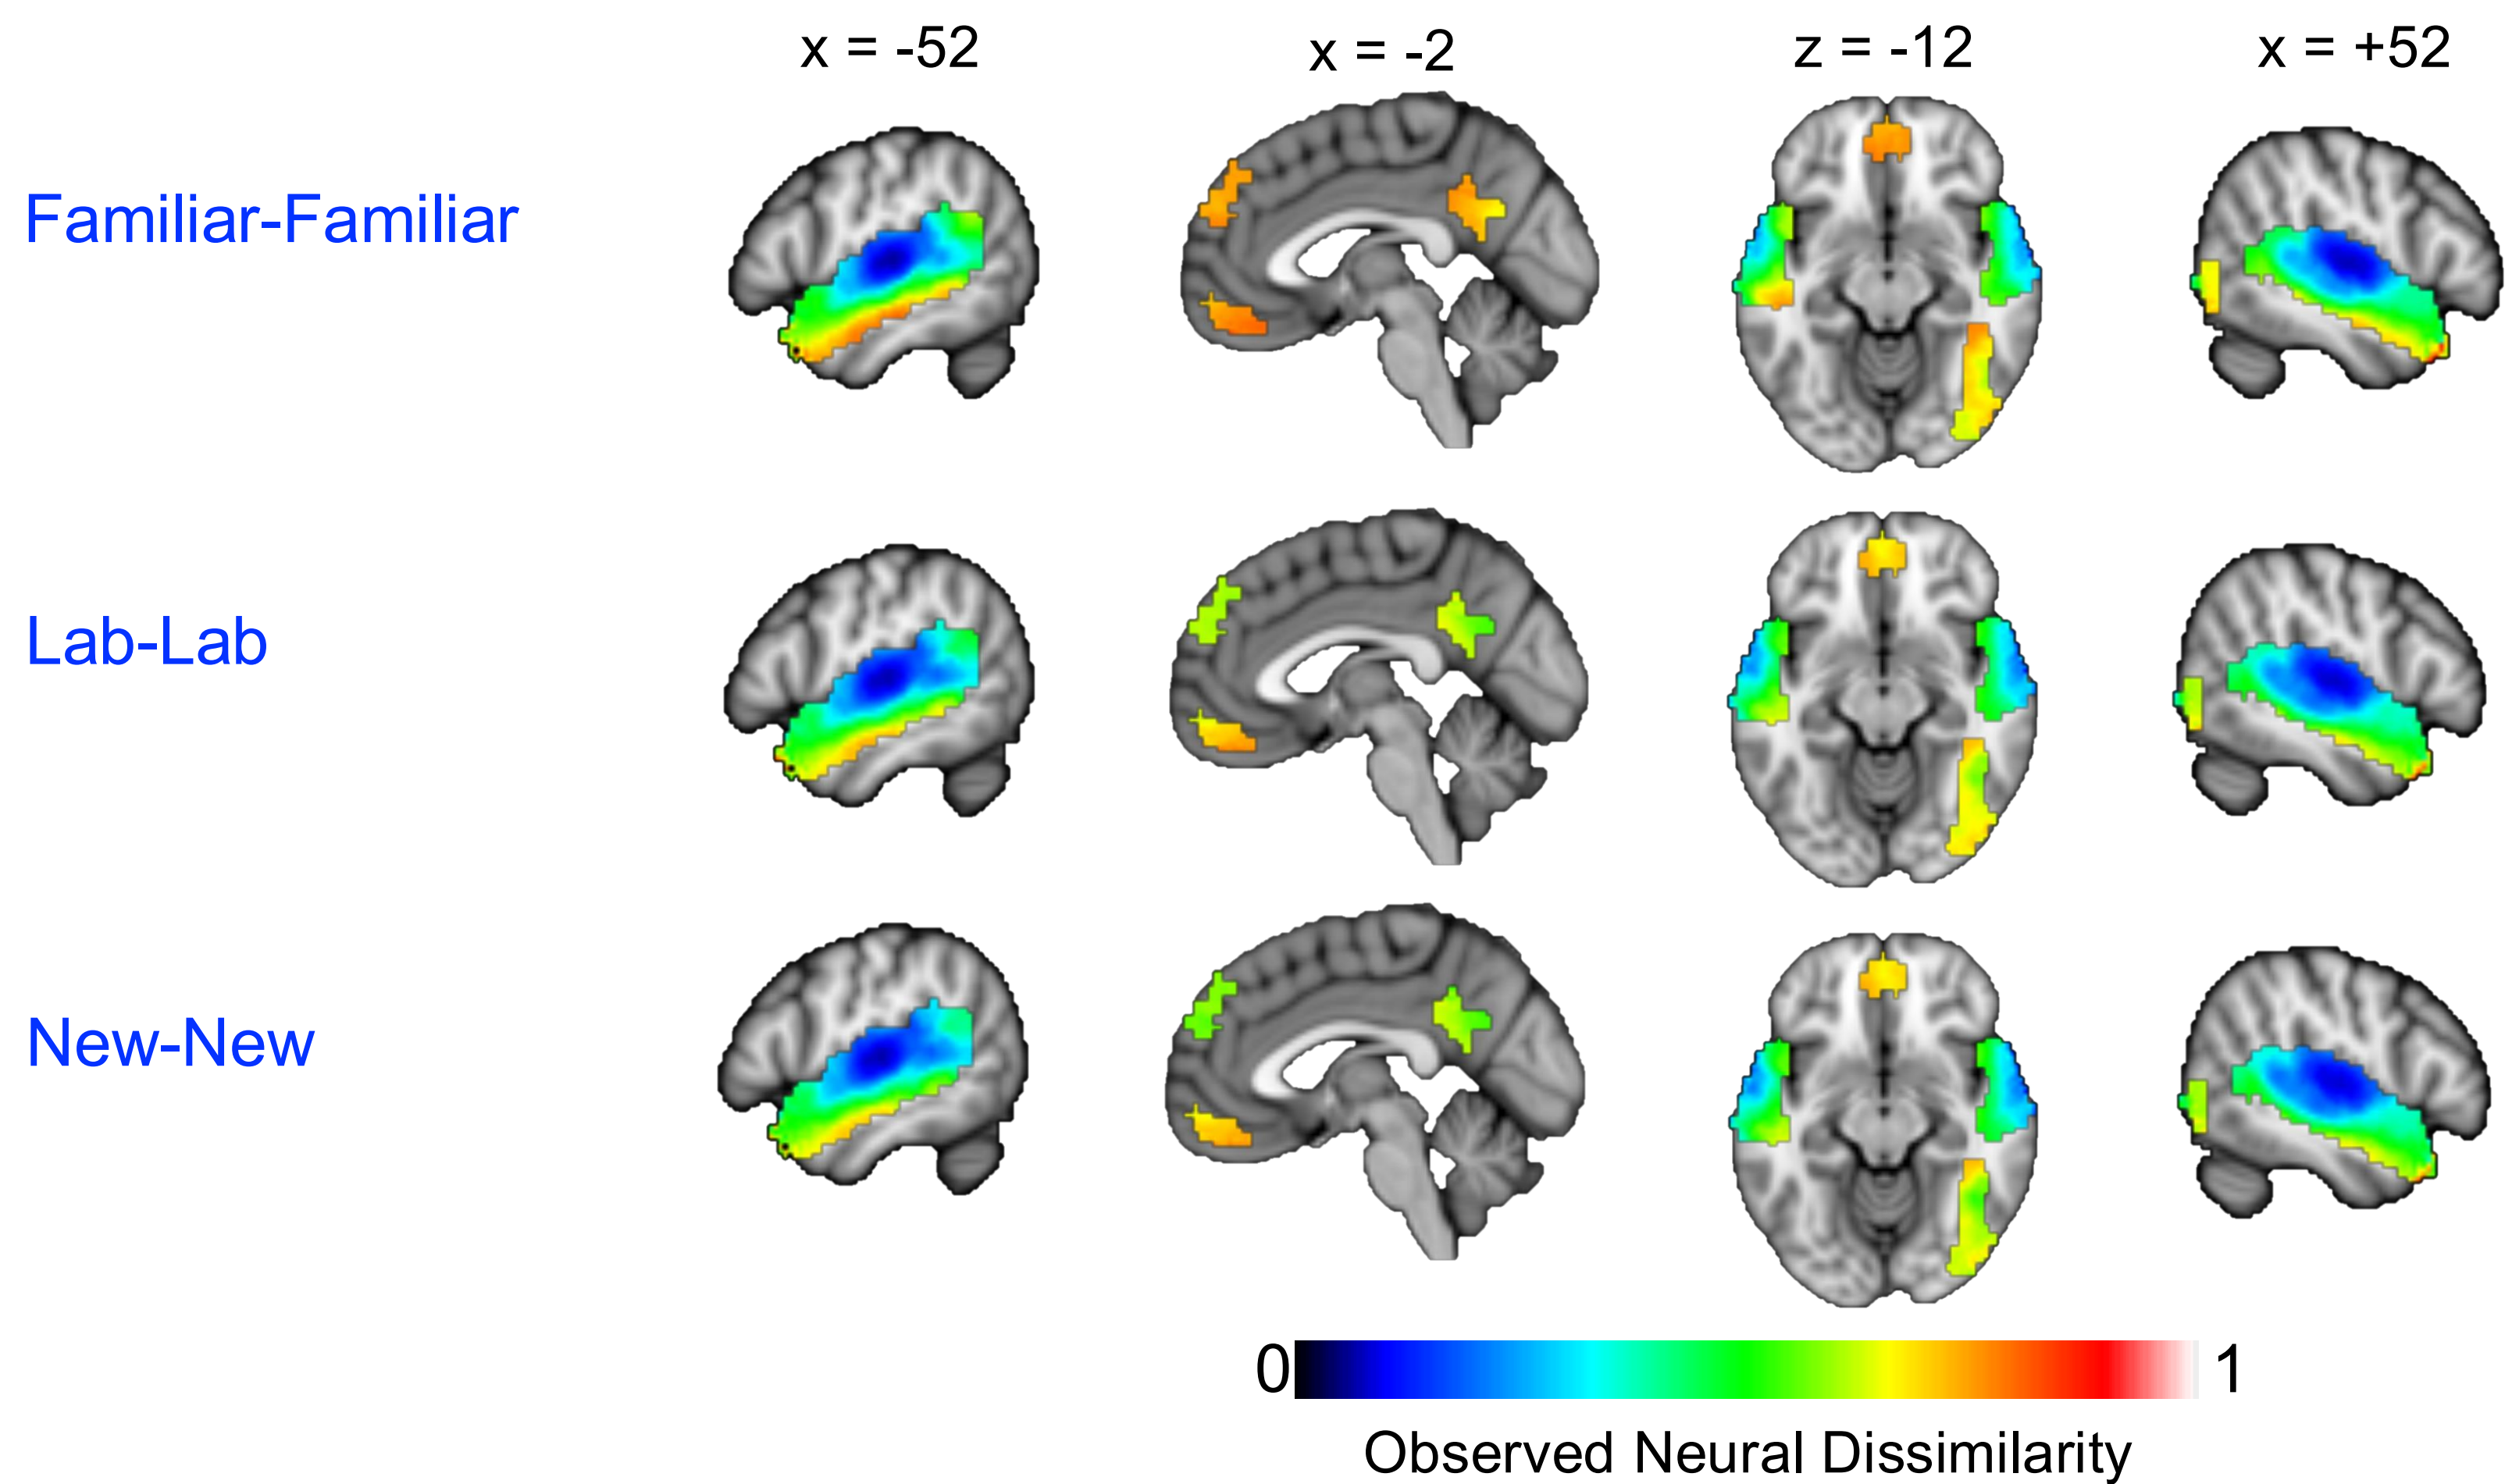 x = -52
x = -2
z = -12
x = +52
Familiar-Familiar
Lab-Lab
New-New
0
1
Observed Neural Dissimilarity